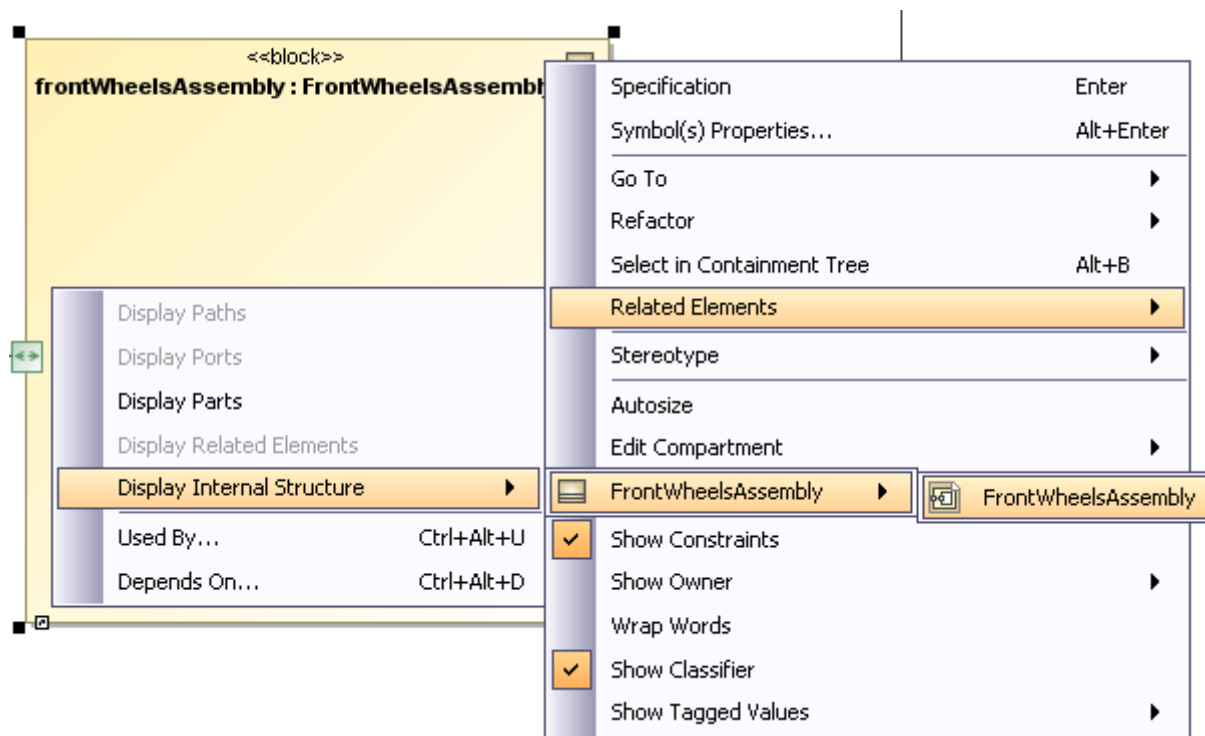 <<block>>
frontWheelsAssembly : FrontWheelsAssembl
Specification Enter
Symbol(s) Properties... Alt+Enter
Go To
Refactor
Select in Containment Tree Alt+B
Related Elements
Stereotype
Autosize
Edit Compartment
FrontWheelsAssembly
Show Constraints
Show Owner
Wrap Words
Show Classifier
Show Tagged Values
Display Paths
Display Ports
Display Parts
Display Related Elements
Display Internal Structure
Used By... Ctrl+Alt+U
Depends On... Ctrl+Alt+D
FrontWheelsAssembly